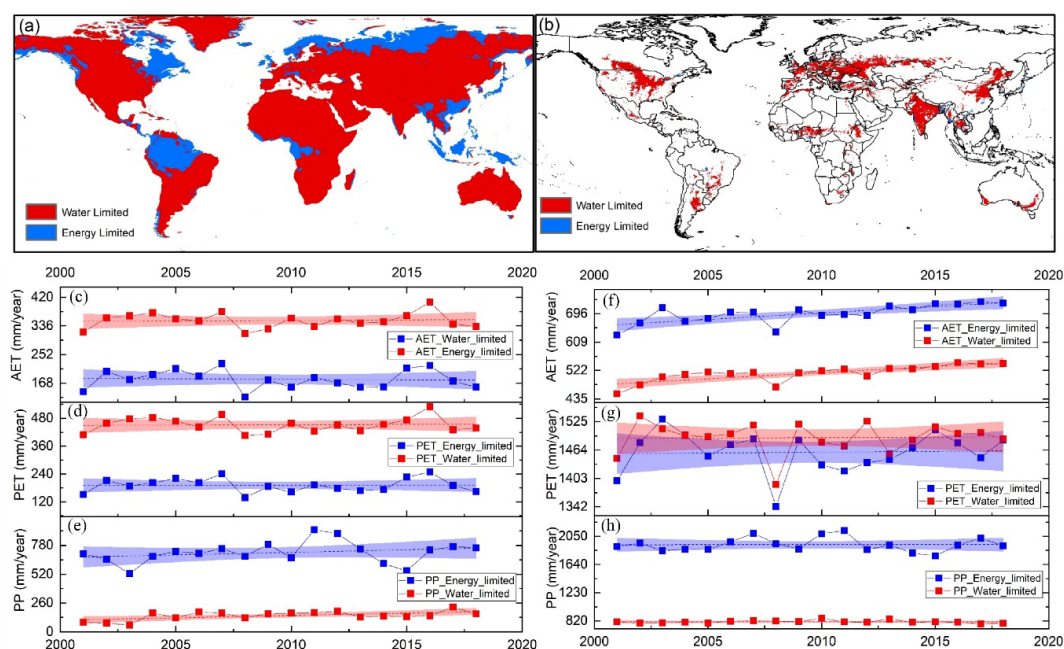 (a)
Water Limited
Energy Limited
(b)
Water Limited
Energy Limited
2000 2005 2010 2015 2020
(c)
420
336
252
168
AET (mm/year)
AET_Water_limited
AET_Energy_limited
(d)
480
360
240
120
PET (mm/year)
PET_Energy_limited
PET_Water_limited
(e)
780
520
260
0
PP (mm/year)
PP_Energy_limited
PP_Water_limited
2000 2005 2010 2015 2020
2000 2005 2010 2015 2020
(f)
696
609
522
435
AET (mm/year)
AET_Energy_limited
AET_Water_limited
(g)
1525
1464
1403
1342
PET (mm/year)
PET_Energy_limited
PET_Water_limited
(h)
2050
1640
1230
820
PP (mm/year)
PP_Energy_limited
PP_Water_limited
2000 2005 2010 2015 2020